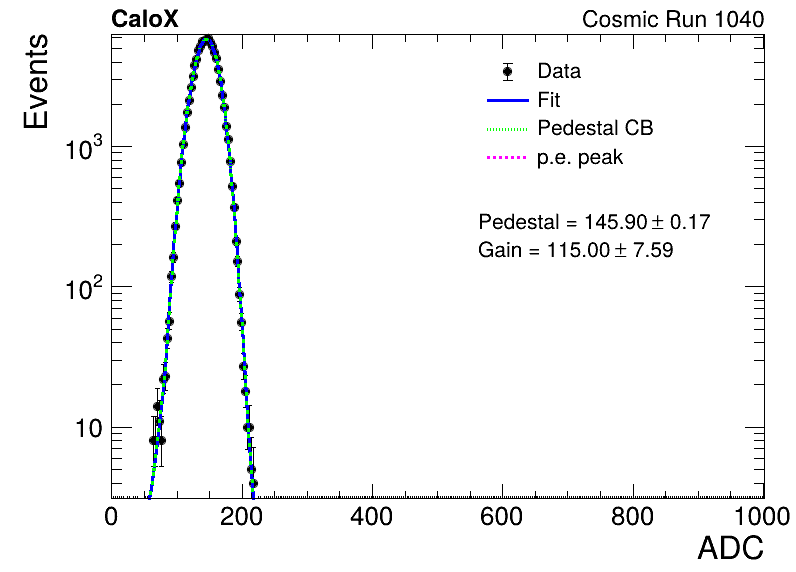 CaloX Cosmic Run 1040
Events
Data
Fit
Pedestal CB
p.e. peak
Pedestal = 145.90 ± 0.17
Gain = 115.00 ± 7.59
10³
10²
10
0 200 400 600 800 1000
ADC